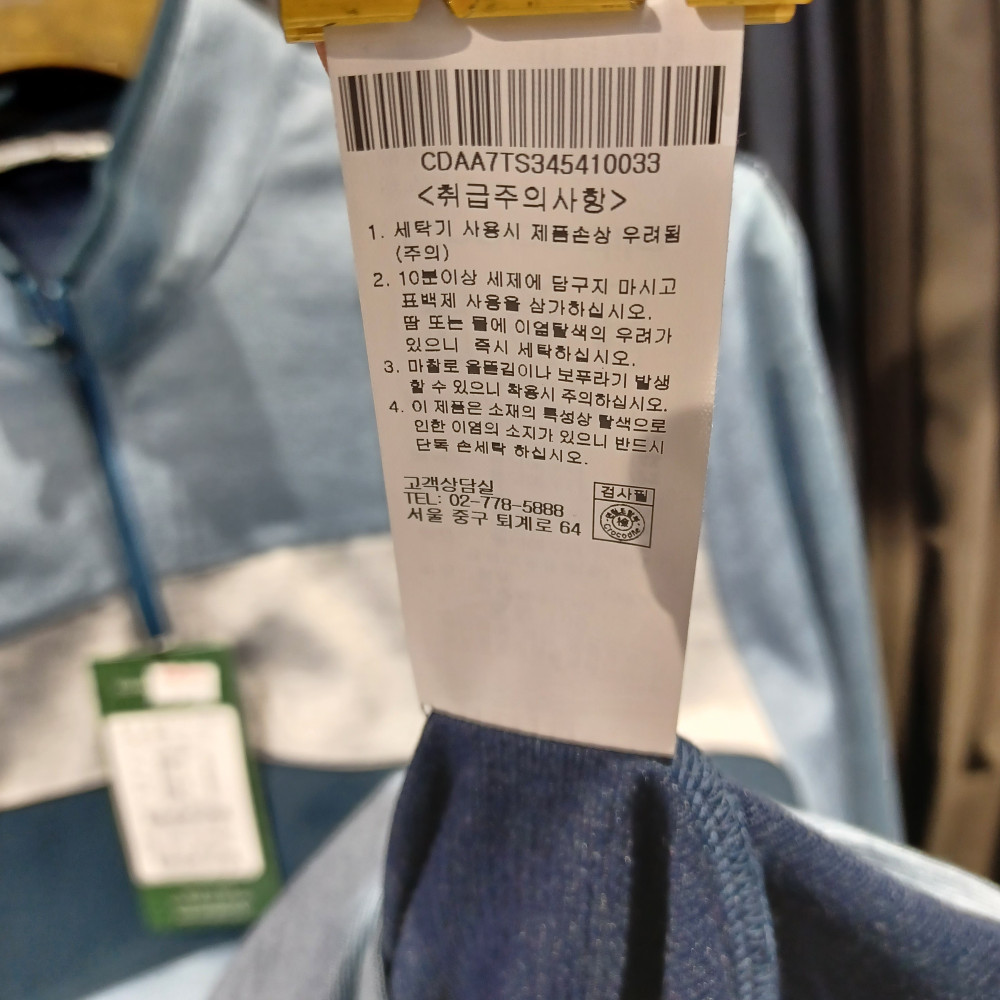 CDAA7TS345410033
<취급주의사항>
1. 세탁기 사용시 제품손상 우려됨
(주의)
2. 10분이상 세제에 담구지 마시고
표백제 사용을 삼가하십시오.
땀 또는 물에 이염탈색의 우려가
있으니 즉시 세탁하십시오.
3. 마찰로 올뜯김이나 보푸라기 발생
할 수 있으니 착용시 주의하십시오.
4. 이 제품은 소재의 특성상 탈색으로
인한 이염의 소지가 있으니 반드시
단독 손세탁 하십시오.
고객상담실
TEL: 02-778-5888
서울 중구 퇴계로 64
검사필
Crocodile